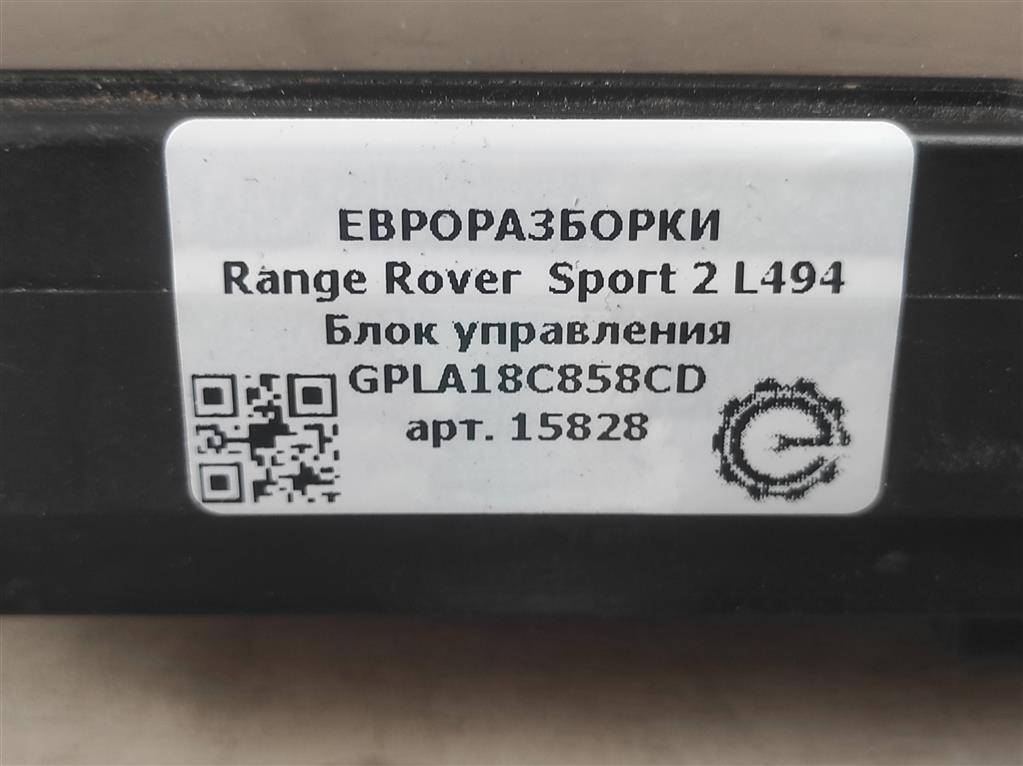 ЕВРОРАЗБОРКИ
Range Rover Sport 2 L494
Блок управления
GPLA18C858CD
арт. 15828